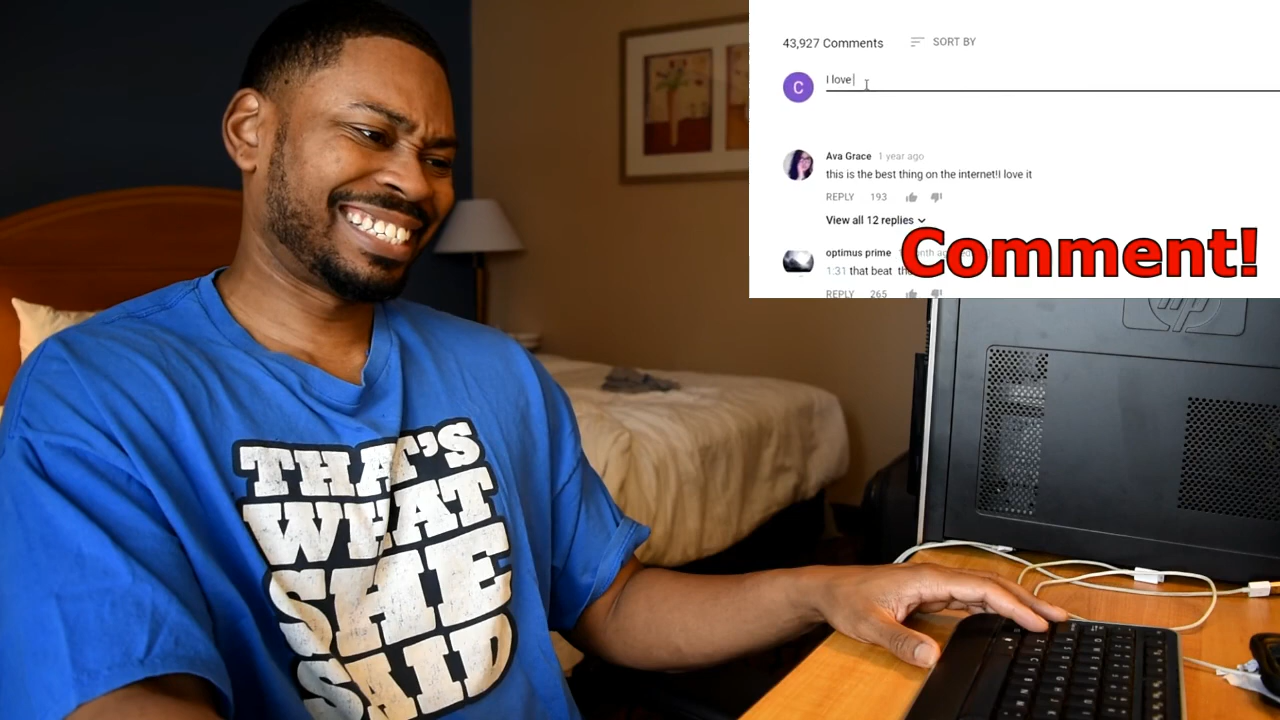 43,927 Comments SORT BY
C
I love
Ava Grace 1 year ago
this is the best thing on the internet!I love it
REPLY 193
View all 12 replies
optimus prime
1:31 that beat
REPLY 265
Comment!
hp
THAT'S
WHAT
SHE
SAID